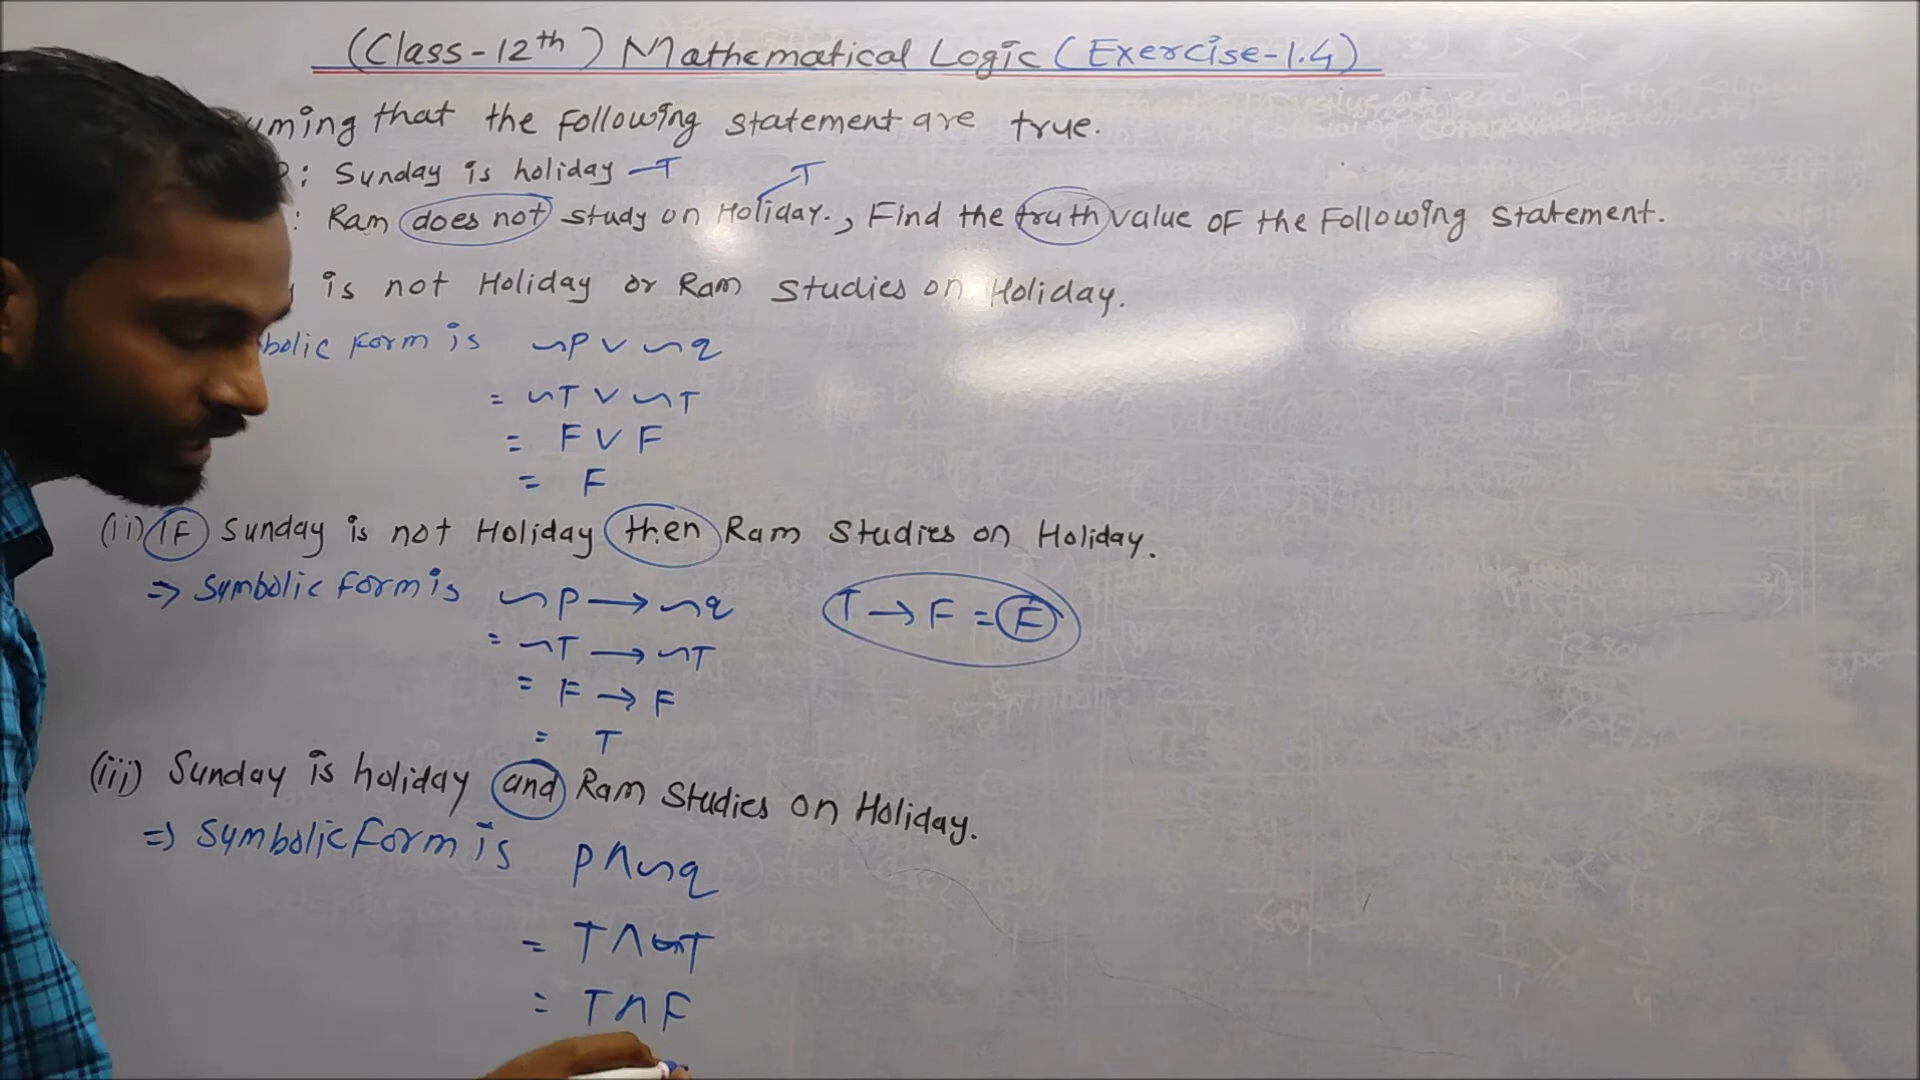 (Class-12th) Mathematical Logic (Exercise-1.4)
that the following statement are true.
: Sunday is holiday – T T
: Ram does not study on Holiday., Find the truth value of the following statement.
is not Holiday or Ram Studies on Holiday.
form is ~p ∨ ~q
= ~T ∨ ~T
= F ∨ F
= F
(ii) IF Sunday is not Holiday then Ram Studies on Holiday.
⇒ Symbolic form is ~p → ~q T → F = F
= ~T → ~T
= F → F
= T
(iii) Sunday is holiday and Ram Studies on Holiday.
⇒ Symbolic form is p ∧ ~q
= T ∧ ~T
= T ∧ F